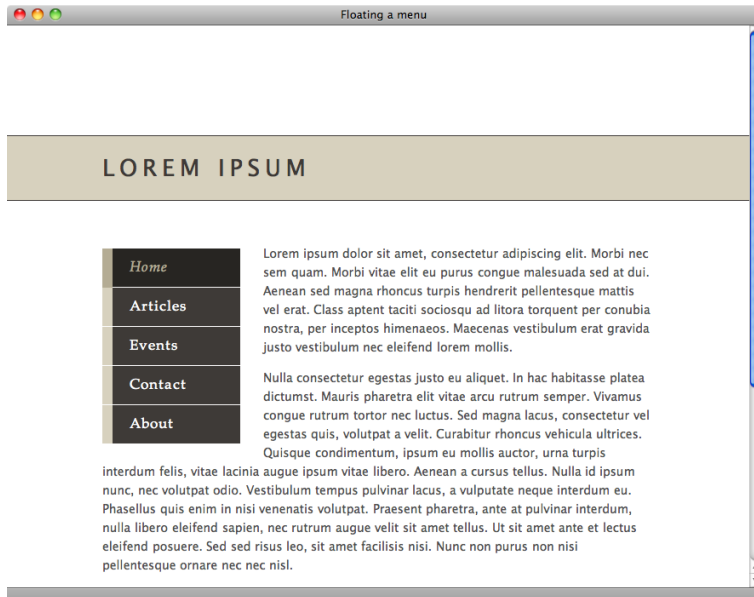 Floating a menu
LOREM IPSUM
Home
Articles
Events
Contact
About
Lorem ipsum dolor sit amet, consectetur adipiscing elit. Morbi nec
sem quam. Morbi vitae elit eu purus congue malesuada sed at dui.
Aenean sed magna rhoncus turpis hendrerit pellentesque mattis
vel erat. Class aptent taciti sociosqu ad litora torquent per conubia
nostra, per inceptos himenaeos. Maecenas vestibulum erat gravida
justo vestibulum nec eleifend lorem mollis.
Nulla consectetur egestas justo eu aliquet. In hac habitasse platea
dictumst. Mauris pharetra elit vitae arcu rutrum semper. Vivamus
congue rutrum tortor nec luctus. Sed magna lacus, consectetur vel
egestas quis, volutpat a velit. Curabitur rhoncus vehicula ultrices.
Quisque condimentum, ipsum eu mollis auctor, urna turpis
interdum felis, vitae lacinia augue ipsum vitae libero. Aenean a cursus tellus. Nulla id ipsum
nunc, nec volutpat odio. Vestibulum tempus pulvinar lacus, a vulputate neque interdum eu.
Phasellus quis enim in nisi venenatis volutpat. Praesent pharetra, ante at pulvinar interdum,
nulla libero eleifend sapien, nec rutrum augue velit sit amet tellus. Ut sit amet ante et lectus
eleifend posuere. Sed sed risus leo, sit amet facilisis nisi. Nunc non purus non nisi
pellentesque ornare nec nec nisl.